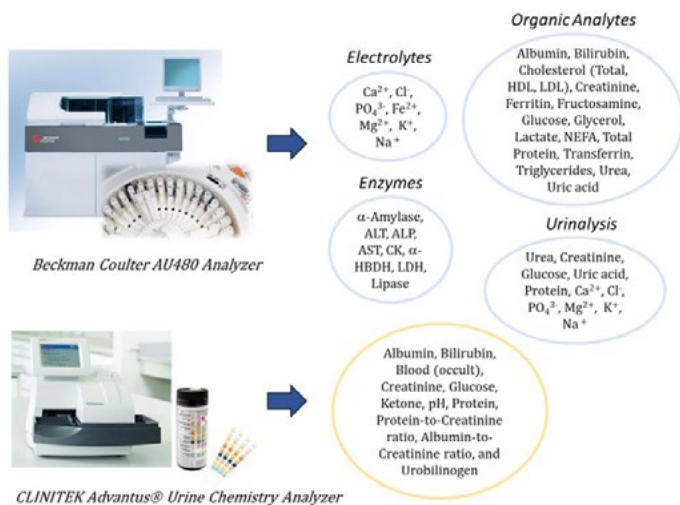 Organic Analytes
Albumin, Bilirubin,
Cholesterol (Total,
HDL, LDL), Creatinine,
Ferritin, Fructosamine,
Glucose, Glycerol,
Lactate, NEFA, Total
Protein, Transferrin,
Triglycerides, Urea,
Uric acid
Electrolytes
Ca²⁺, Cl⁻,
PO₄³⁻, Fe²⁺,
Mg²⁺, K⁺,
Na⁺
Enzymes
α-Amylase,
ALT, ALP,
AST, CK, α-
HBDH, LDH,
Lipase
Urinalysis
Urea, Creatinine,
Glucose, Uric acid,
Protein, Ca²⁺, Cl⁻,
PO₄³⁻, Mg²⁺, K⁺,
Na⁺
Beckman Coulter AU480 Analyzer
Albumin, Bilirubin,
Blood (occult),
Creatinine, Glucose,
Ketone, pH, Protein,
Protein-to-Creatinine
ratio, Albumin-to-
Creatinine ratio, and
Urobilinogen
CLINITEK Advantus® Urine Chemistry Analyzer